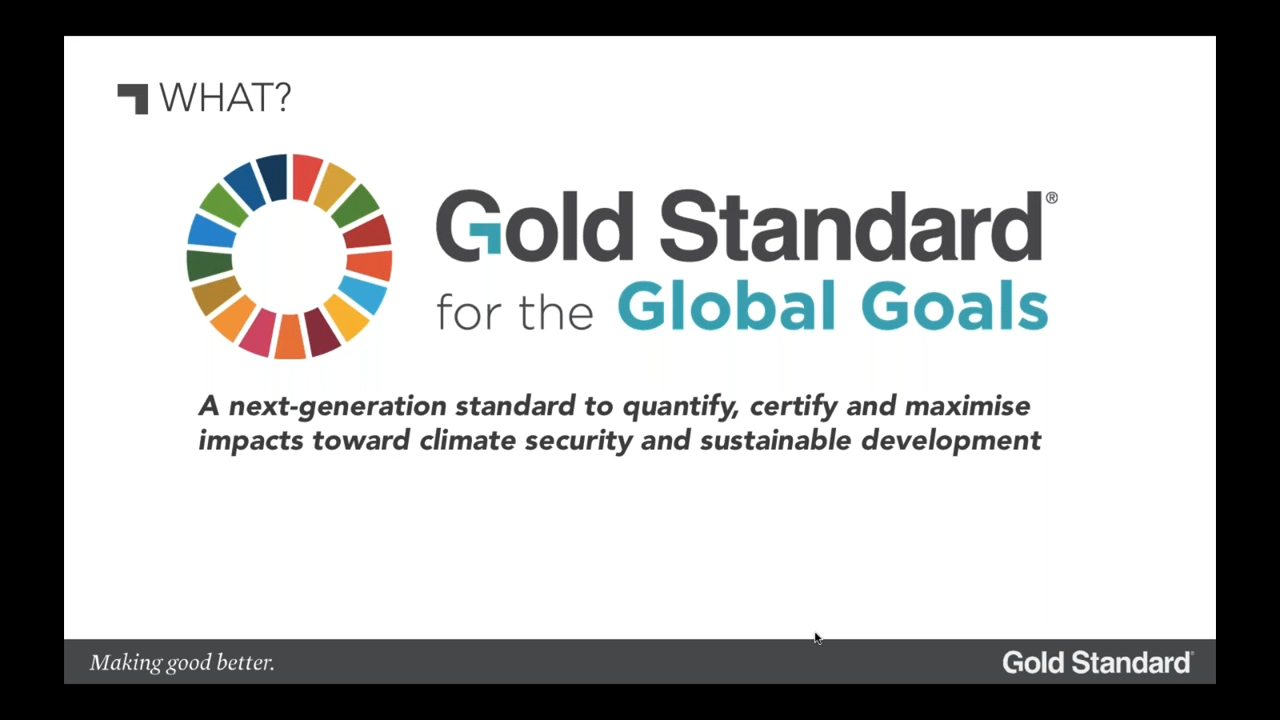 WHAT?
Gold Standard®
for the Global Goals
A next-generation standard to quantify, certify and maximise
impacts toward climate security and sustainable development
Making good better.
Gold Standard®